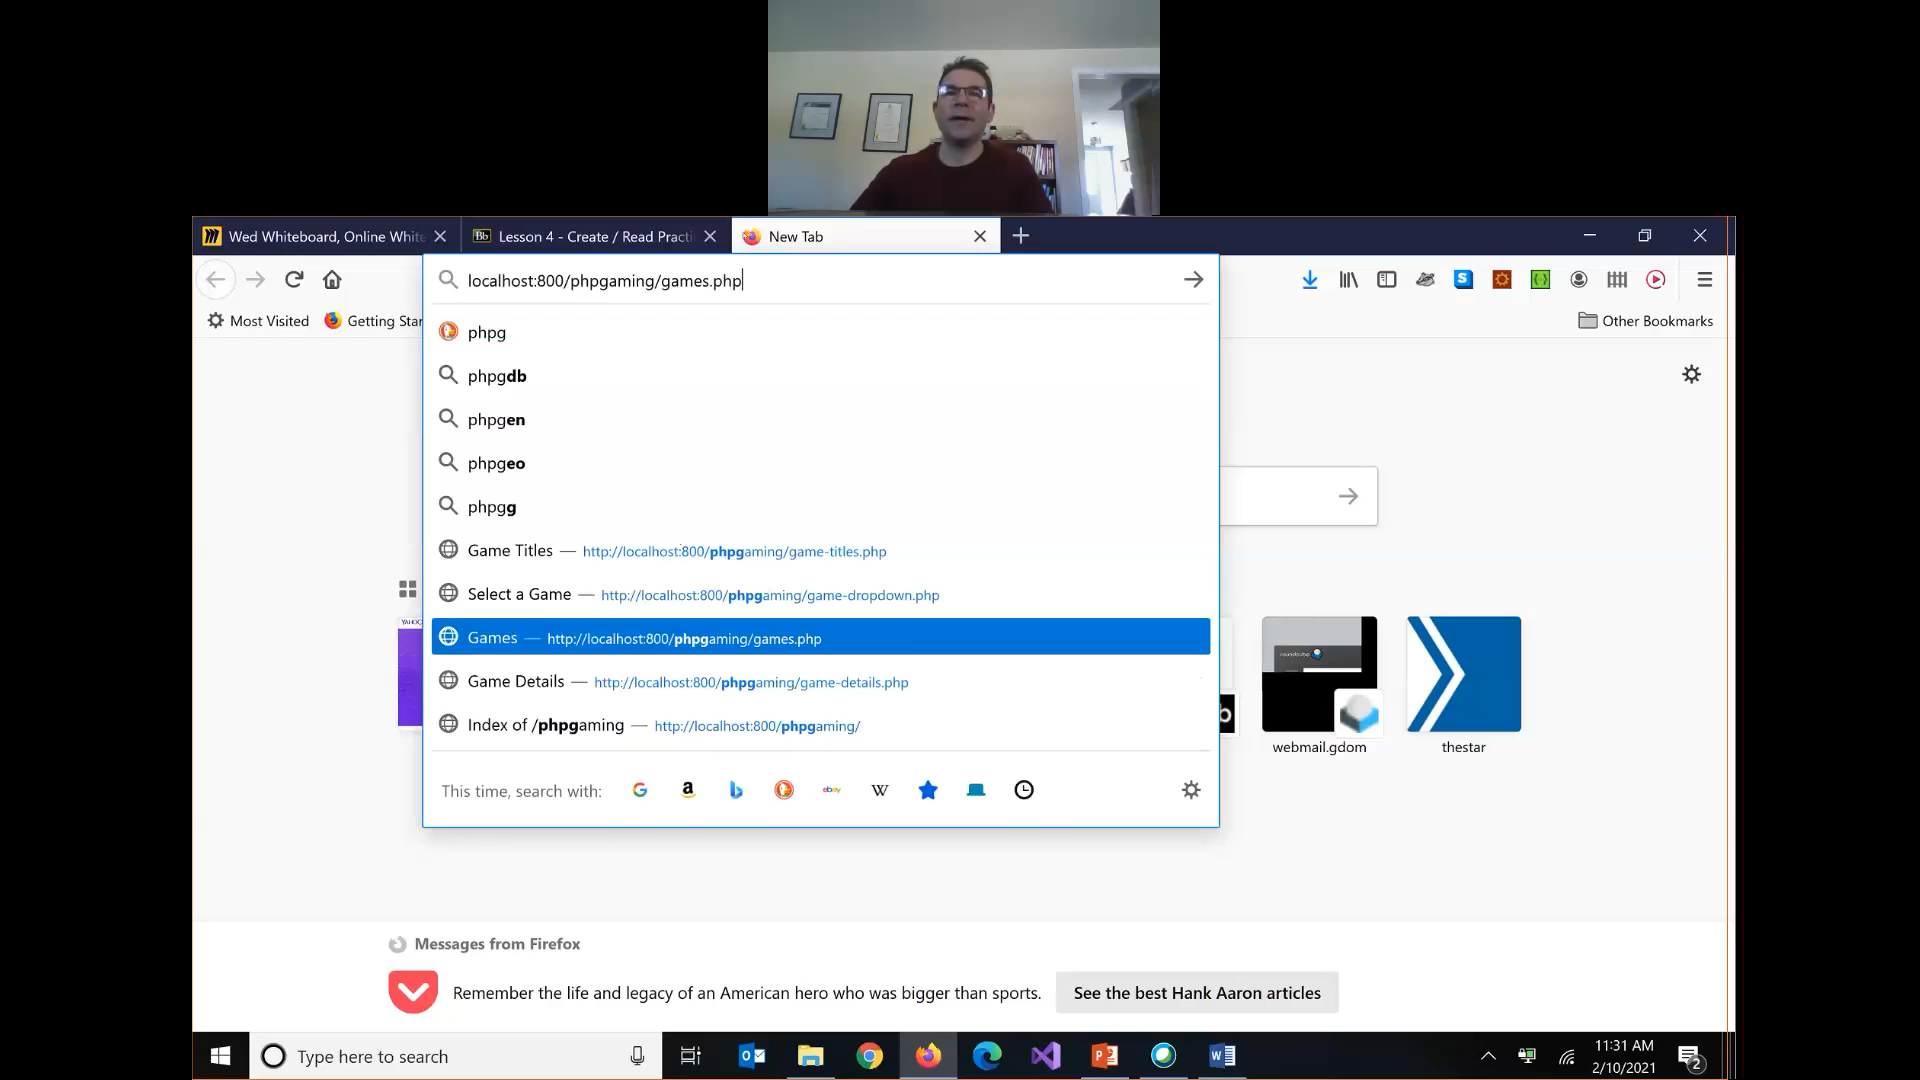 Wed Whiteboard, Online White
Lesson 4 - Create / Read Practi
New Tab
localhost:800/phpgaming/games.php
Most Visited
Getting Star
Other Bookmarks
phpg
phpgdb
phpgen
phpgeo
phpgg
Game Titles — http://localhost:800/phpgaming/game-titles.php
Select a Game — http://localhost:800/phpgaming/game-dropdown.php
Games — http://localhost:800/phpgaming/games.php
Game Details — http://localhost:800/phpgaming/game-details.php
Index of /phpgaming — http://localhost:800/phpgaming/
webmail.gdom
thestar
This time, search with:
Messages from Firefox
Remember the life and legacy of an American hero who was bigger than sports.
See the best Hank Aaron articles
Type here to search
11:31 AM
2/10/2021
2